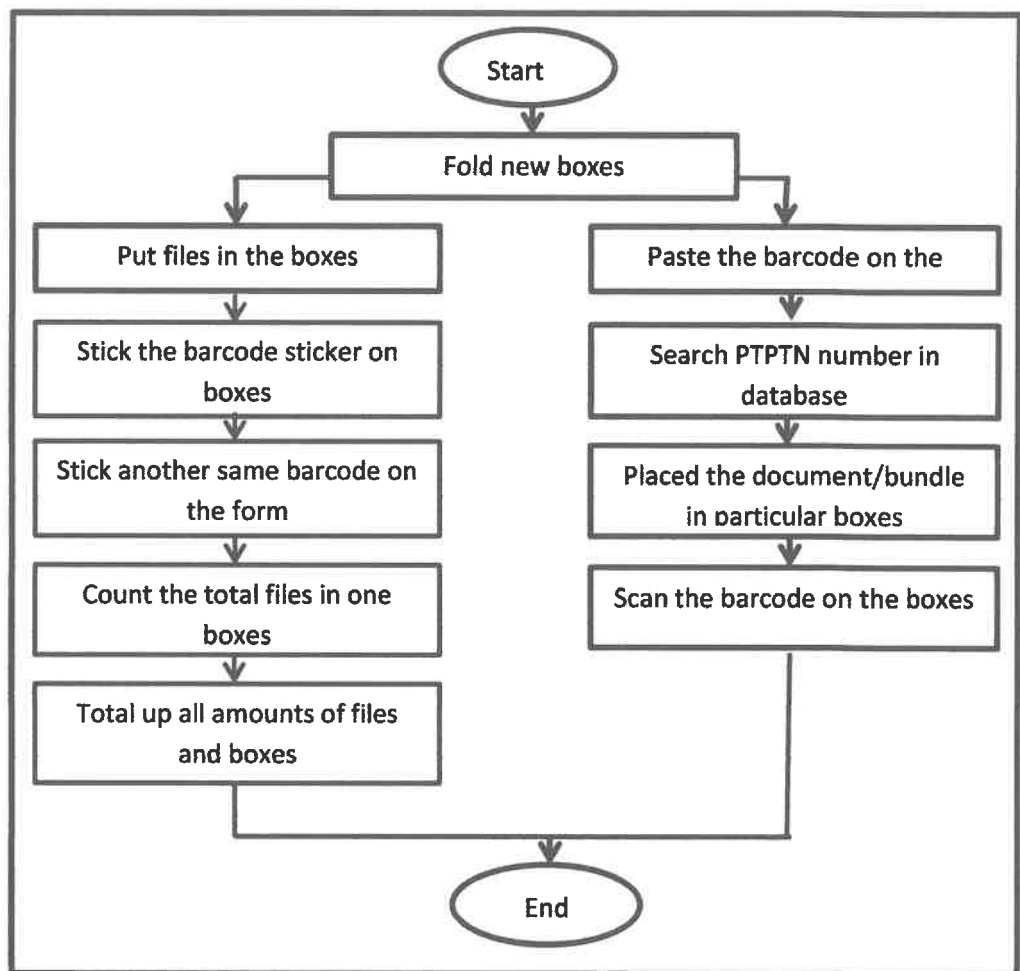 Start
Fold new boxes
Put files in the boxes
Stick the barcode sticker on
boxes
Stick another same barcode on
the form
Count the total files in one
boxes
Total up all amounts of files
and boxes
Paste the barcode on the
Search PTPTN number in
database
Placed the document/bundle
in particular boxes
Scan the barcode on the boxes
End